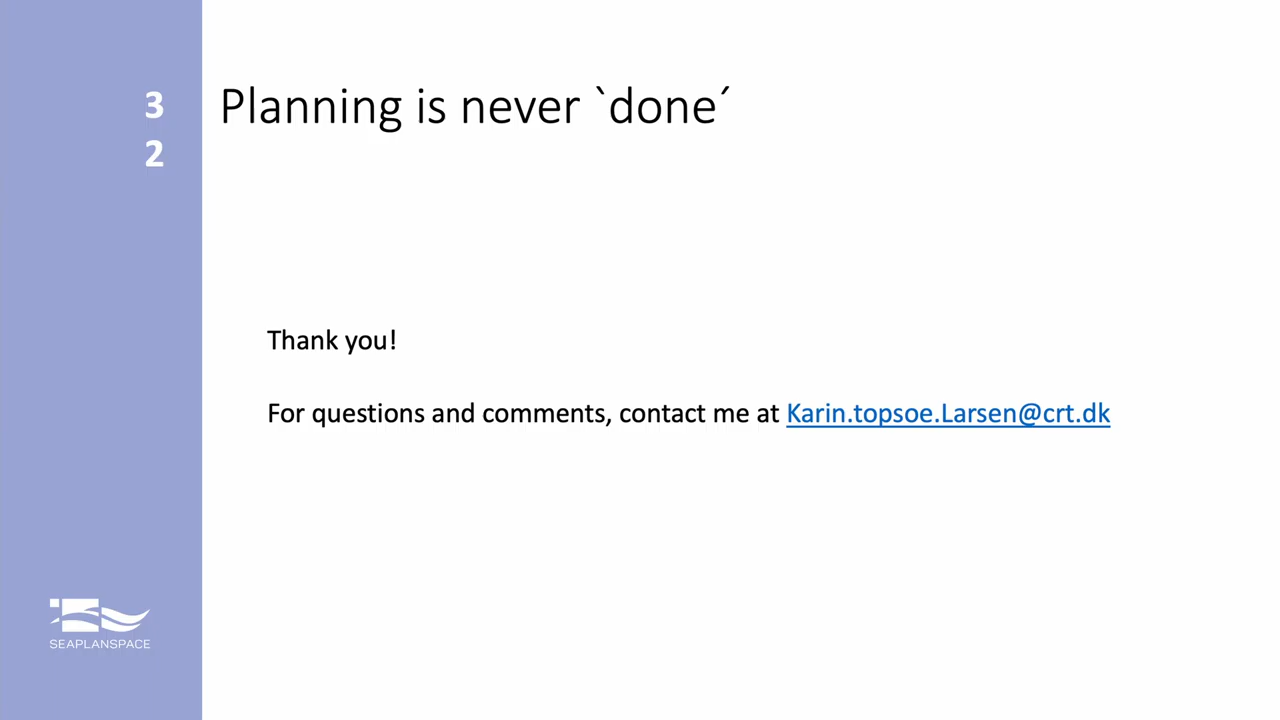 3
2
Planning is never `done´
Thank you!
For questions and comments, contact me at Karin.topsoe.Larsen@crt.dk
SEAPLANSPACE